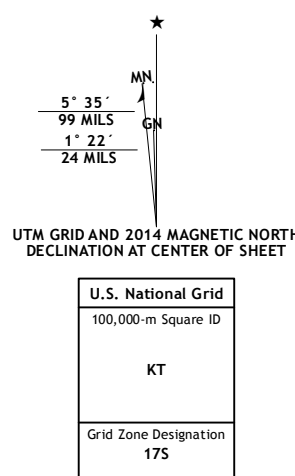 MN.
5° 35´
99 MILS
GN
1° 22´
24 MILS
UTM GRID AND 2014 MAGNETIC NORTH
DECLINATION AT CENTER OF SHEET
U.S. National Grid
100,000-m Square ID
KT
Grid Zone Designation
17S